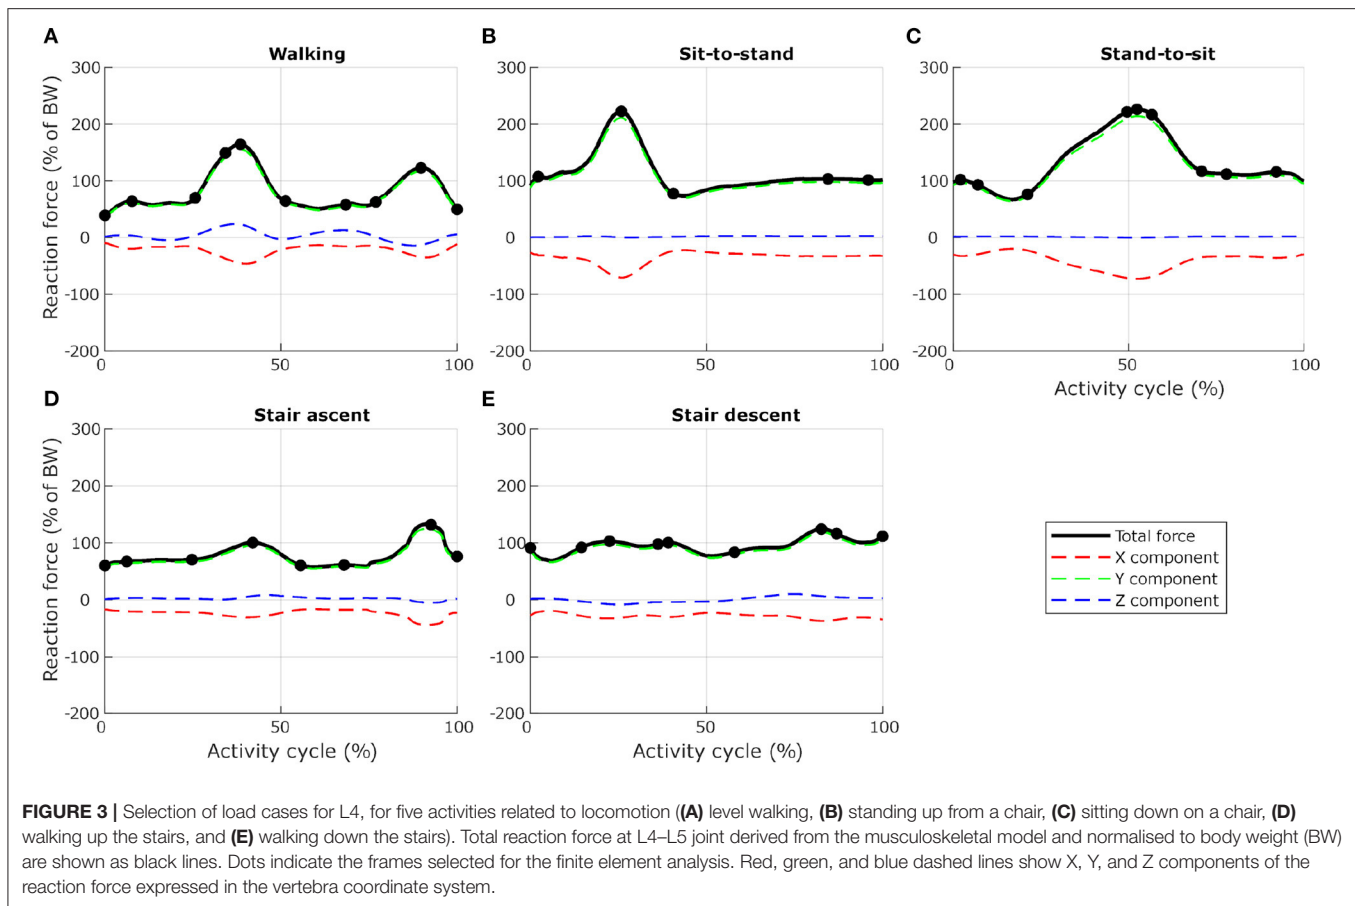 A
Walking
300
200
100
0
-100
-200
0
50
100
Reaction force (% of BW)
B
Sit-to-stand
300
200
100
0
-100
-200
0
50
100
C
Stand-to-sit
300
200
100
0
-100
-200
0
50
100
Activity cycle (%)
D
Stair ascent
300
200
100
0
-100
-200
0
50
100
Reaction force (% of BW)
Activity cycle (%)
E
Stair descent
300
200
100
0
-100
-200
0
50
100
Activity cycle (%)
Total force
X component
Y component
Z component
FIGURE 3 | Selection of load cases for L4, for five activities related to locomotion ((A) level walking, (B) standing up from a chair, (C) sitting down on a chair, (D)
walking up the stairs, and (E) walking down the stairs). Total reaction force at L4–L5 joint derived from the musculoskeletal model and normalised to body weight (BW)
are shown as black lines. Dots indicate the frames selected for the finite element analysis. Red, green, and blue dashed lines show X, Y, and Z components of the
reaction force expressed in the vertebra coordinate system.